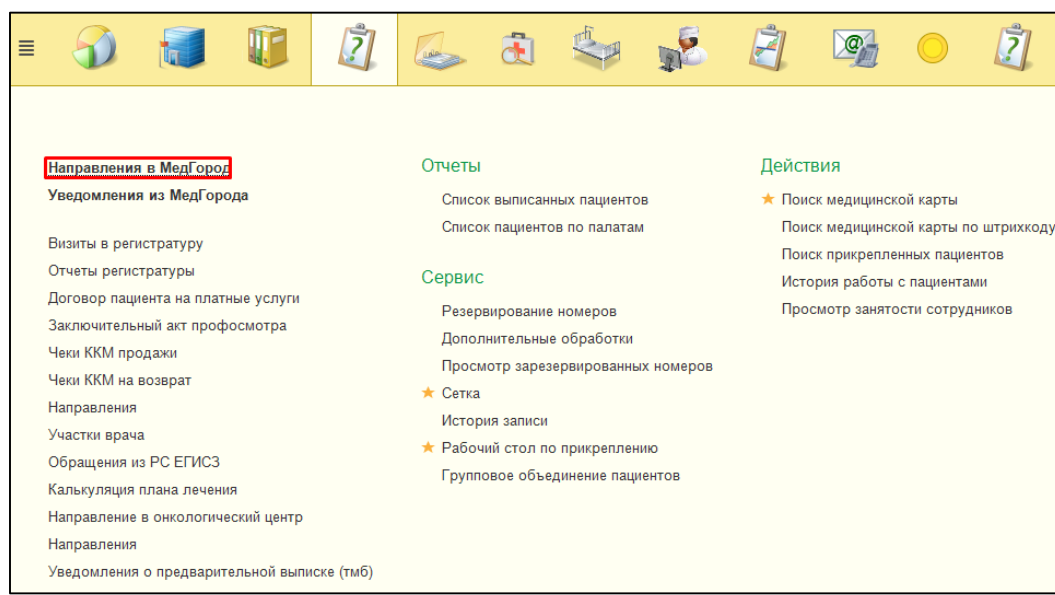 Направления в МедГород
Уведомления из МедГорода
Визиты в регистратуру
Отчеты регистратуры
Договор пациента на платные услуги
Заключительный акт профосмотра
Чеки ККМ продажи
Чеки ККМ на возврат
Направления
Участки врача
Обращения из РС ЕГИСЗ
Калькуляция плана лечения
Направление в онкологический центр
Направления
Уведомления о предварительной выписке (тмб)
Отчеты
Список выписанных пациентов
Список пациентов по палатам
Сервис
Резервирование номеров
Дополнительные обработки
Просмотр зарезервированных номеров
Сетка
История записи
Рабочий стол по прикреплению
Групповое объединение пациентов
Действия
Поиск медицинской карты
Поиск медицинской карты по штрихкоду
Поиск прикрепленных пациентов
История работы с пациентами
Просмотр занятости сотрудников